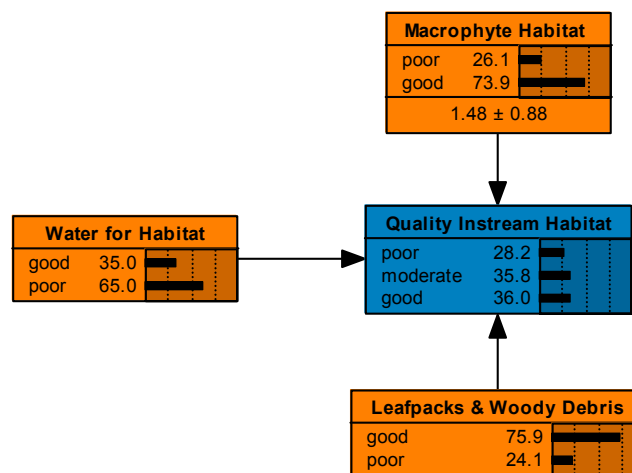 Macrophyte Habitat
poor 26.1
good 73.9
1.48 ± 0.88
Water for Habitat
good 35.0
poor 65.0
Quality Instream Habitat
poor 28.2
moderate 35.8
good 36.0
Leafpacks & Woody Debris
good 75.9
poor 24.1